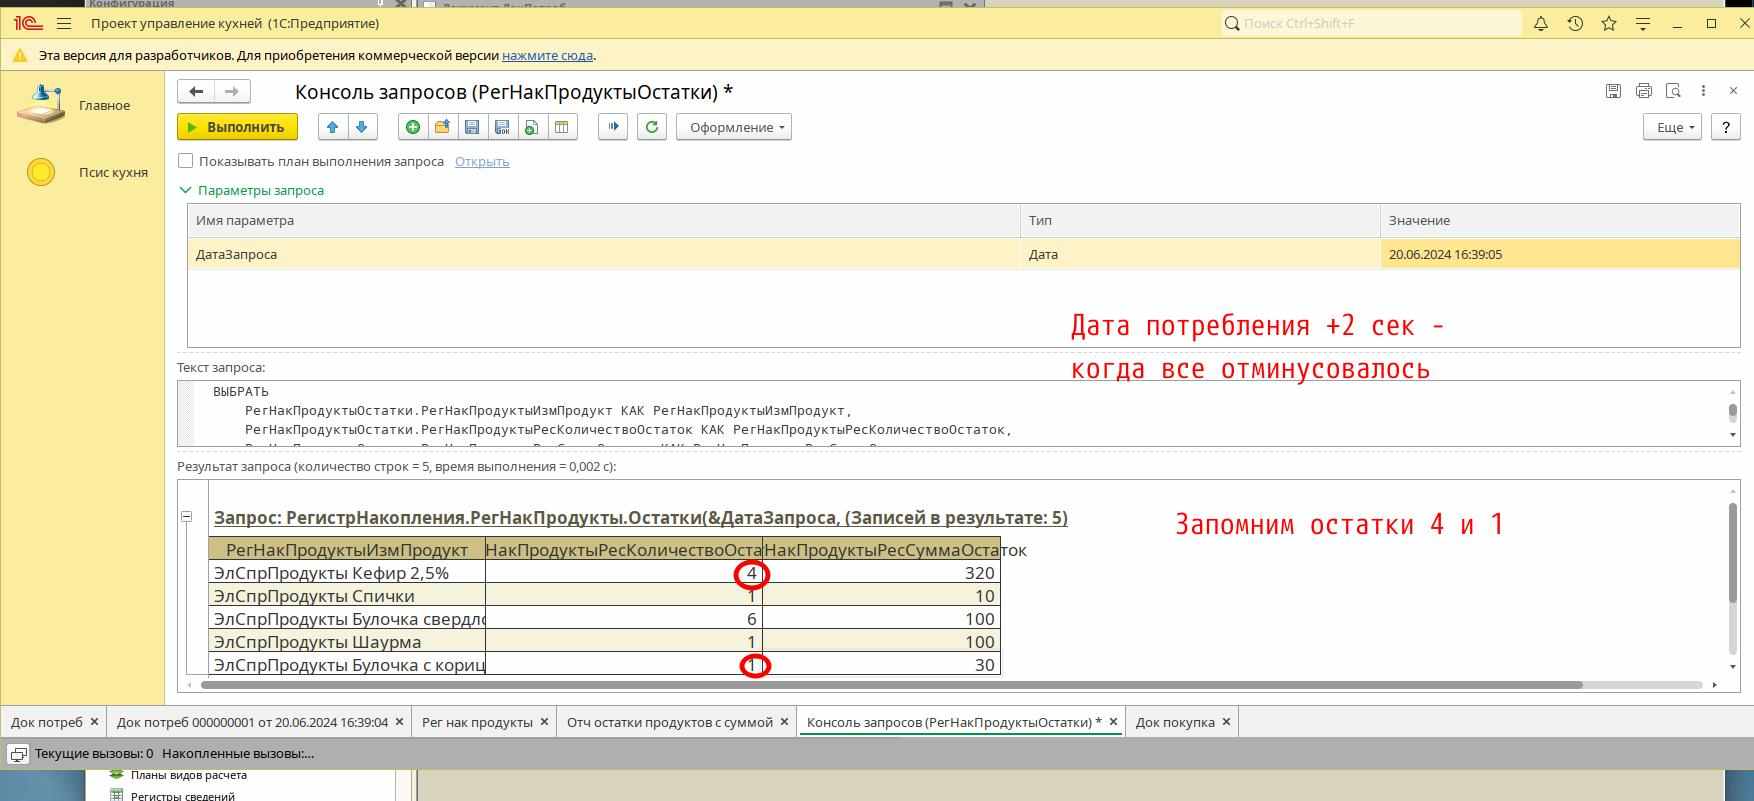 Конфигурация
Проект управление кухней (1С:Предприятие)
Поиск Ctrl+Shift+F
Эта версия для разработчиков. Для приобретения коммерческой версии нажмите сюда.
Главное
Псис кухня
Консоль запросов (РегНакПродуктыОстатки) *
Выполнить
Оформление
Еще
?
Показывать план выполнения запроса Открыть
Параметры запроса
Имя параметра Тип Значение
ДатаЗапроса Дата 20.06.2024 16:39:05
Дата потребления +2 сек -
когда все отминусовалось
Текст запроса:
ВЫБРАТЬ
РегНакПродуктыОстатки.РегНакПродуктыИзмПродукт КАК РегНакПродуктыИзмПродукт,
РегНакПродуктыОстатки.РегНакПродуктыРесКоличествоОстаток КАК РегНакПродуктыРесКоличествоОстаток,
Результат запроса (количество строк = 5, время выполнения = 0,002 с):
Запрос: РегистрНакопления.РегНакПродукты.Остатки(&ДатаЗапроса, (Записей в результате: 5)
Запомним остатки 4 и 1
РегНакПродуктыИзмПродукт НакПродуктыРесКоличествоОста НакПродуктыРесСуммаОстаток
ЭлСпрПродукты Кефир 2,5% 4 320
ЭлСпрПродукты Спички 1 10
ЭлСпрПродукты Булочка свердло 6 100
ЭлСпрПродукты Шаурма 1 100
ЭлСпрПродукты Булочка с кориц 1 30
Док потреб
Док потреб 000000001 от 20.06.2024 16:39:04
Рег нак продукты
Отч остатки продуктов с суммой
Консоль запросов (РегНакПродуктыОстатки) *
Док покупка
Текущие вызовы: 0 Накопленные вызовы:...
Планы видов расчета
Регистры сведений